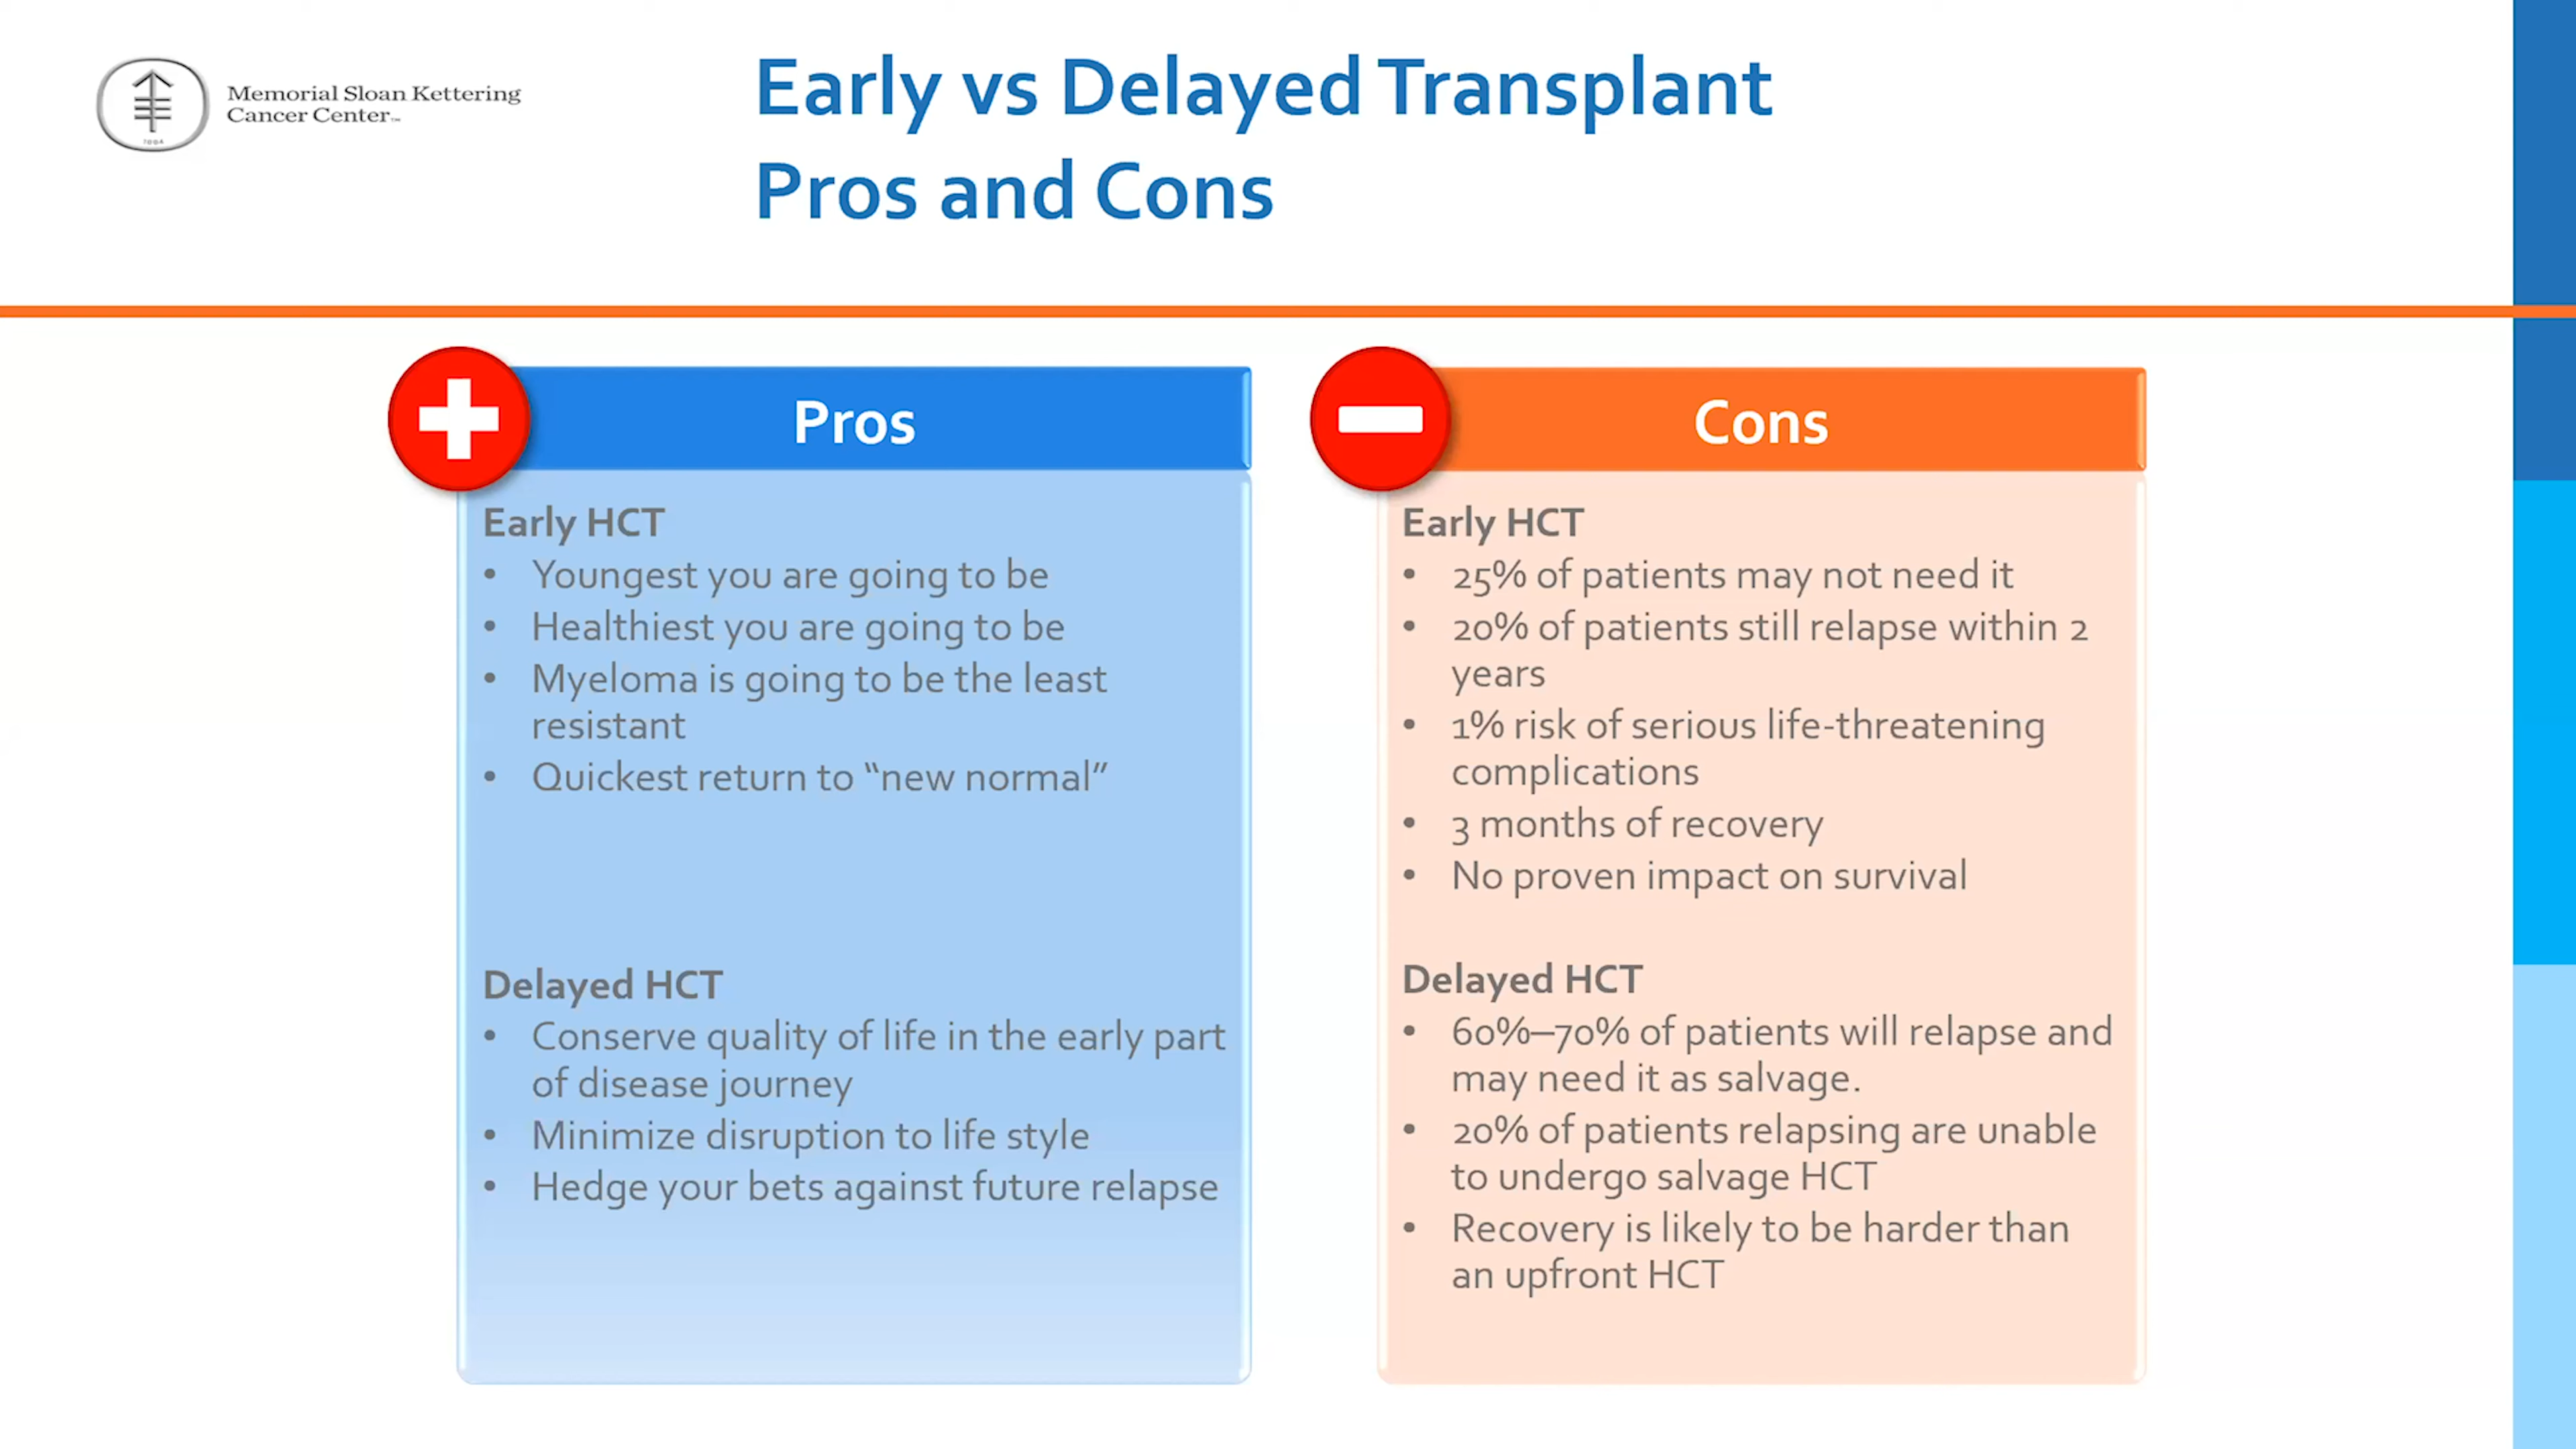 Memorial Sloan Kettering
Cancer Center™
Early vs Delayed Transplant
Pros and Cons
Pros
Early HCT
• Youngest you are going to be
• Healthiest you are going to be
• Myeloma is going to be the least
resistant
• Quickest return to “new normal”
Delayed HCT
• Conserve quality of life in the early part
of disease journey
• Minimize disruption to life style
• Hedge your bets against future relapse
Cons
Early HCT
• 25% of patients may not need it
• 20% of patients still relapse within 2
years
• 1% risk of serious life-threatening
complications
• 3 months of recovery
• No proven impact on survival
Delayed HCT
• 60%–70% of patients will relapse and
may need it as salvage.
• 20% of patients relapsing are unable
to undergo salvage HCT
• Recovery is likely to be harder than
an upfront HCT